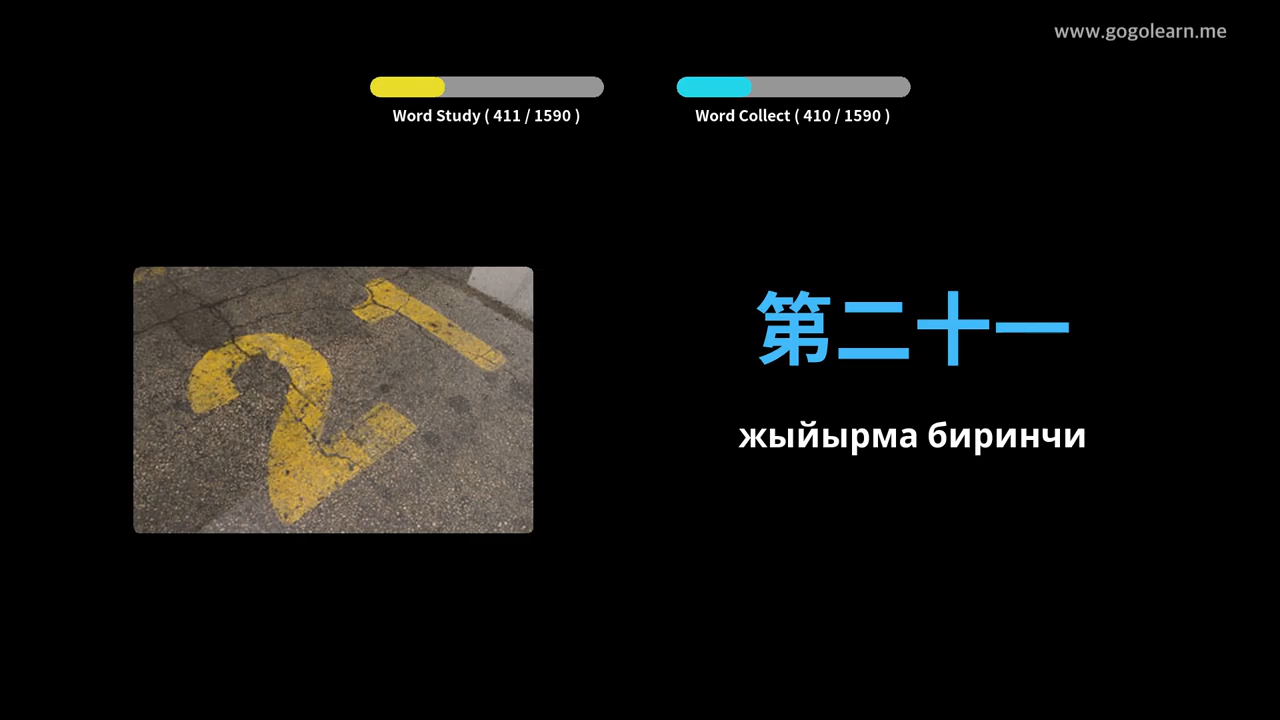 www.gogolearn.me
Word Study ( 411 / 1590 )
Word Collect ( 410 / 1590 )
21
第二十一
жыйырма биринчи